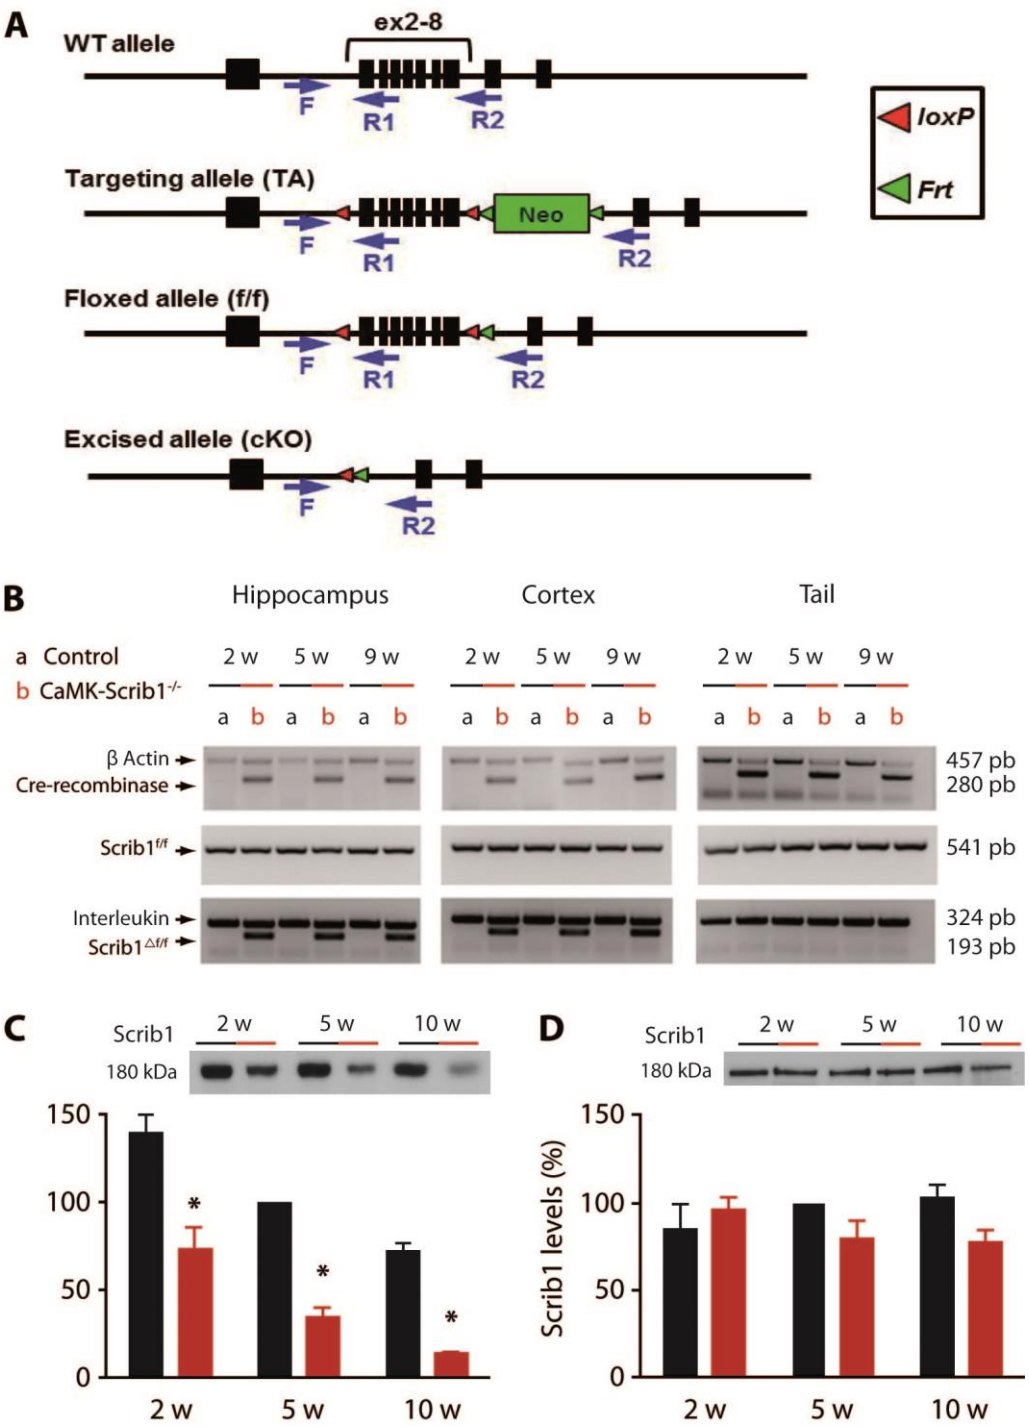 A
ex2-8
WT allele
F
R1
R2
loxP
Frt
Targeting allele (TA)
Neo
F
R1
R2
Floxed allele (f/f)
F
R1
R2
Excised allele (cKO)
F
R2
B
Hippocampus
Cortex
Tail
a Control
2 w 5 w 9 w 2 w 5 w 9 w 2 w 5 w 9 w
b CaMK-Scrib1-/-
a b a b a b a b a b a b a b a b a b
β Actin
457 pb
Cre-recombinase
280 pb
Scrib1f/f
541 pb
Interleukin
324 pb
Scrib1Δf/f
193 pb
C
Scrib1
2 w 5 w 10 w
180 kDa
150
100
50
0
*
*
*
2 w 5 w 10 w
D
Scrib1
2 w 5 w 10 w
180 kDa
Scrib1 levels (%)
150
100
50
0
2 w 5 w 10 w